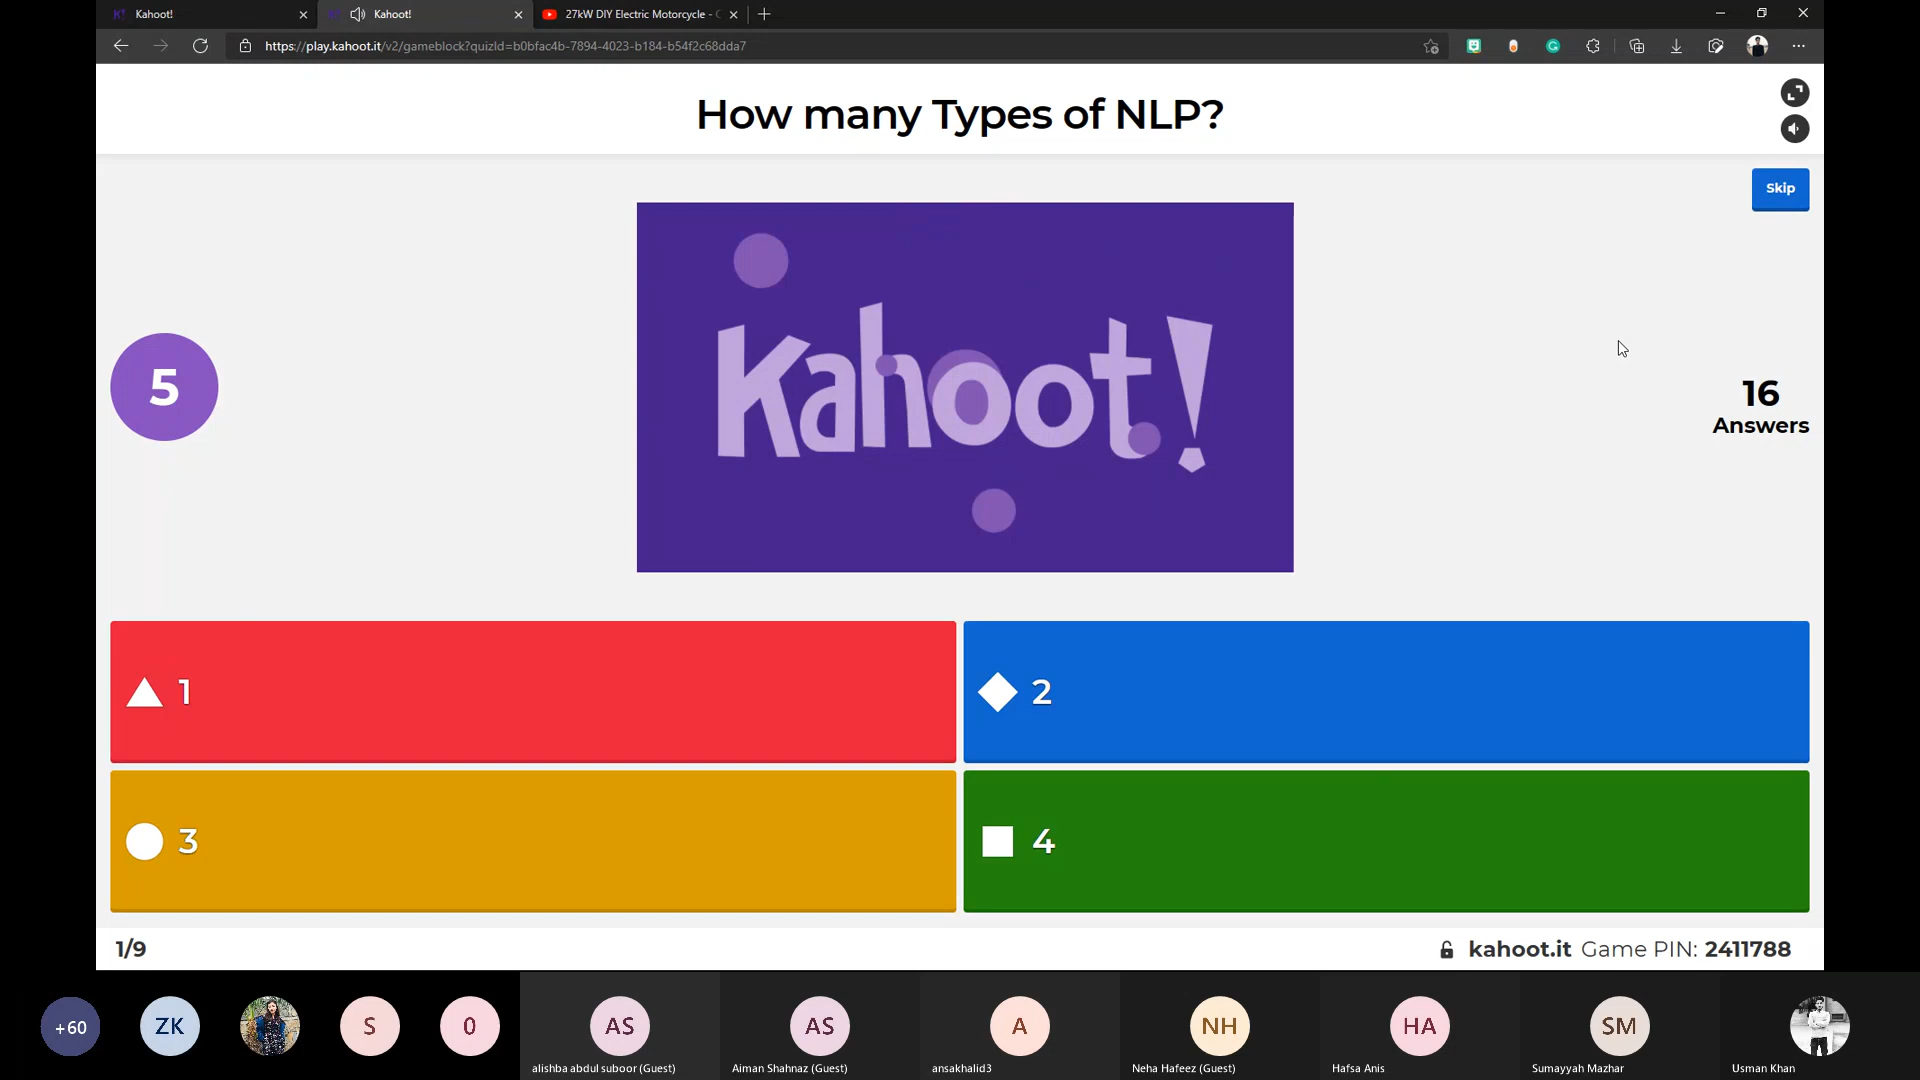 Kahoot!
Kahoot!
27kW DIY Electric Motorcycle -
https://play.kahoot.it/v2/gameblock?quizId=b0bfac4b-7894-4023-b184-b54f2c68dda7
How many Types of NLP?
Skip
Kahoot!
5
16
Answers
1
2
3
4
1/9
kahoot.it Game PIN: 2411788
+60
ZK
S
0
AS
AS
A
NH
HA
SM
alishba abdul suboor (Guest)
Aiman Shahnaz (Guest)
ansakhalid3
Neha Hafeez (Guest)
Hafsa Anis
Sumayyah Mazhar
Usman Khan